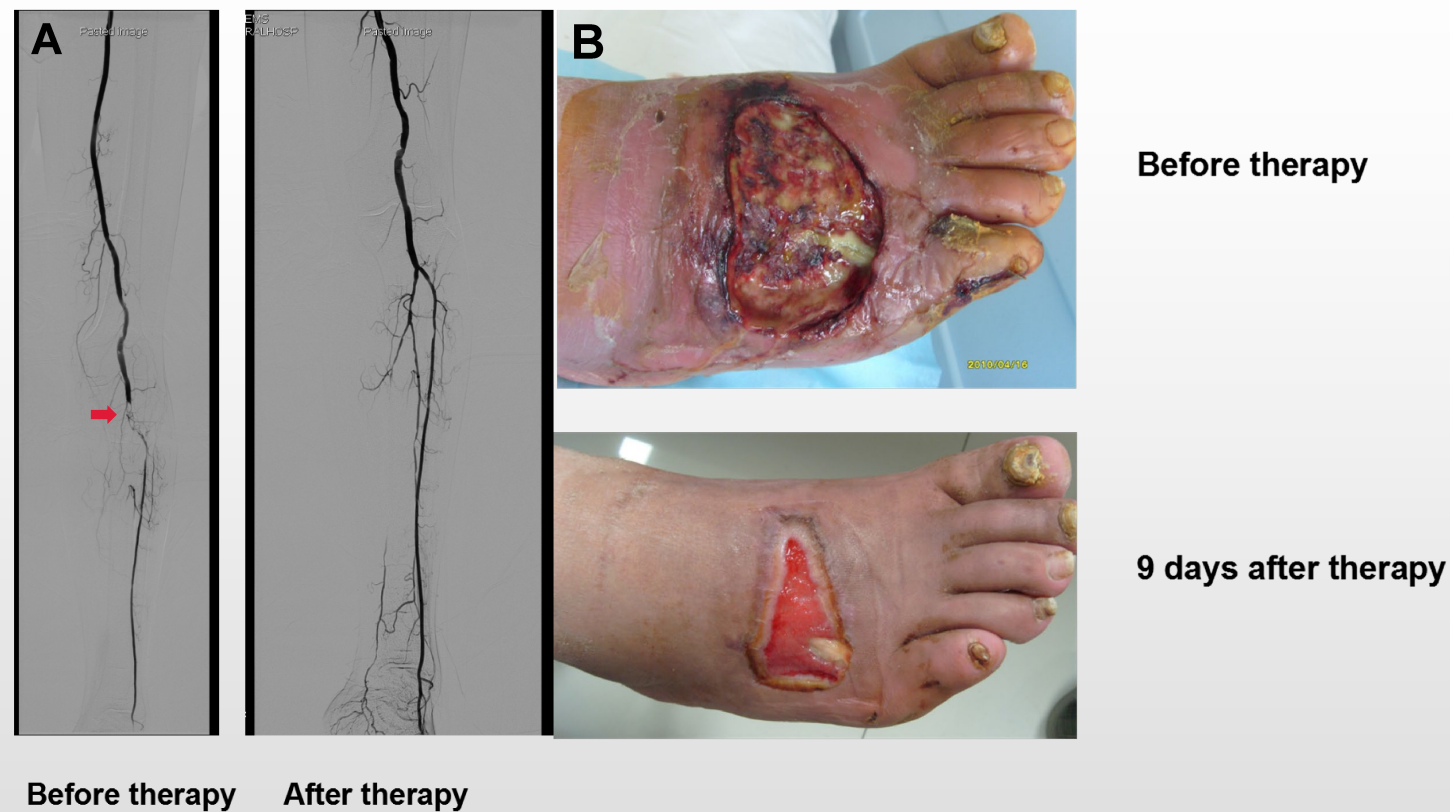 A
Pasted Image
EMS
RALHOSP
Pasted Image
B
2010/04/16
Before therapy
9 days after therapy
Before therapy
After therapy